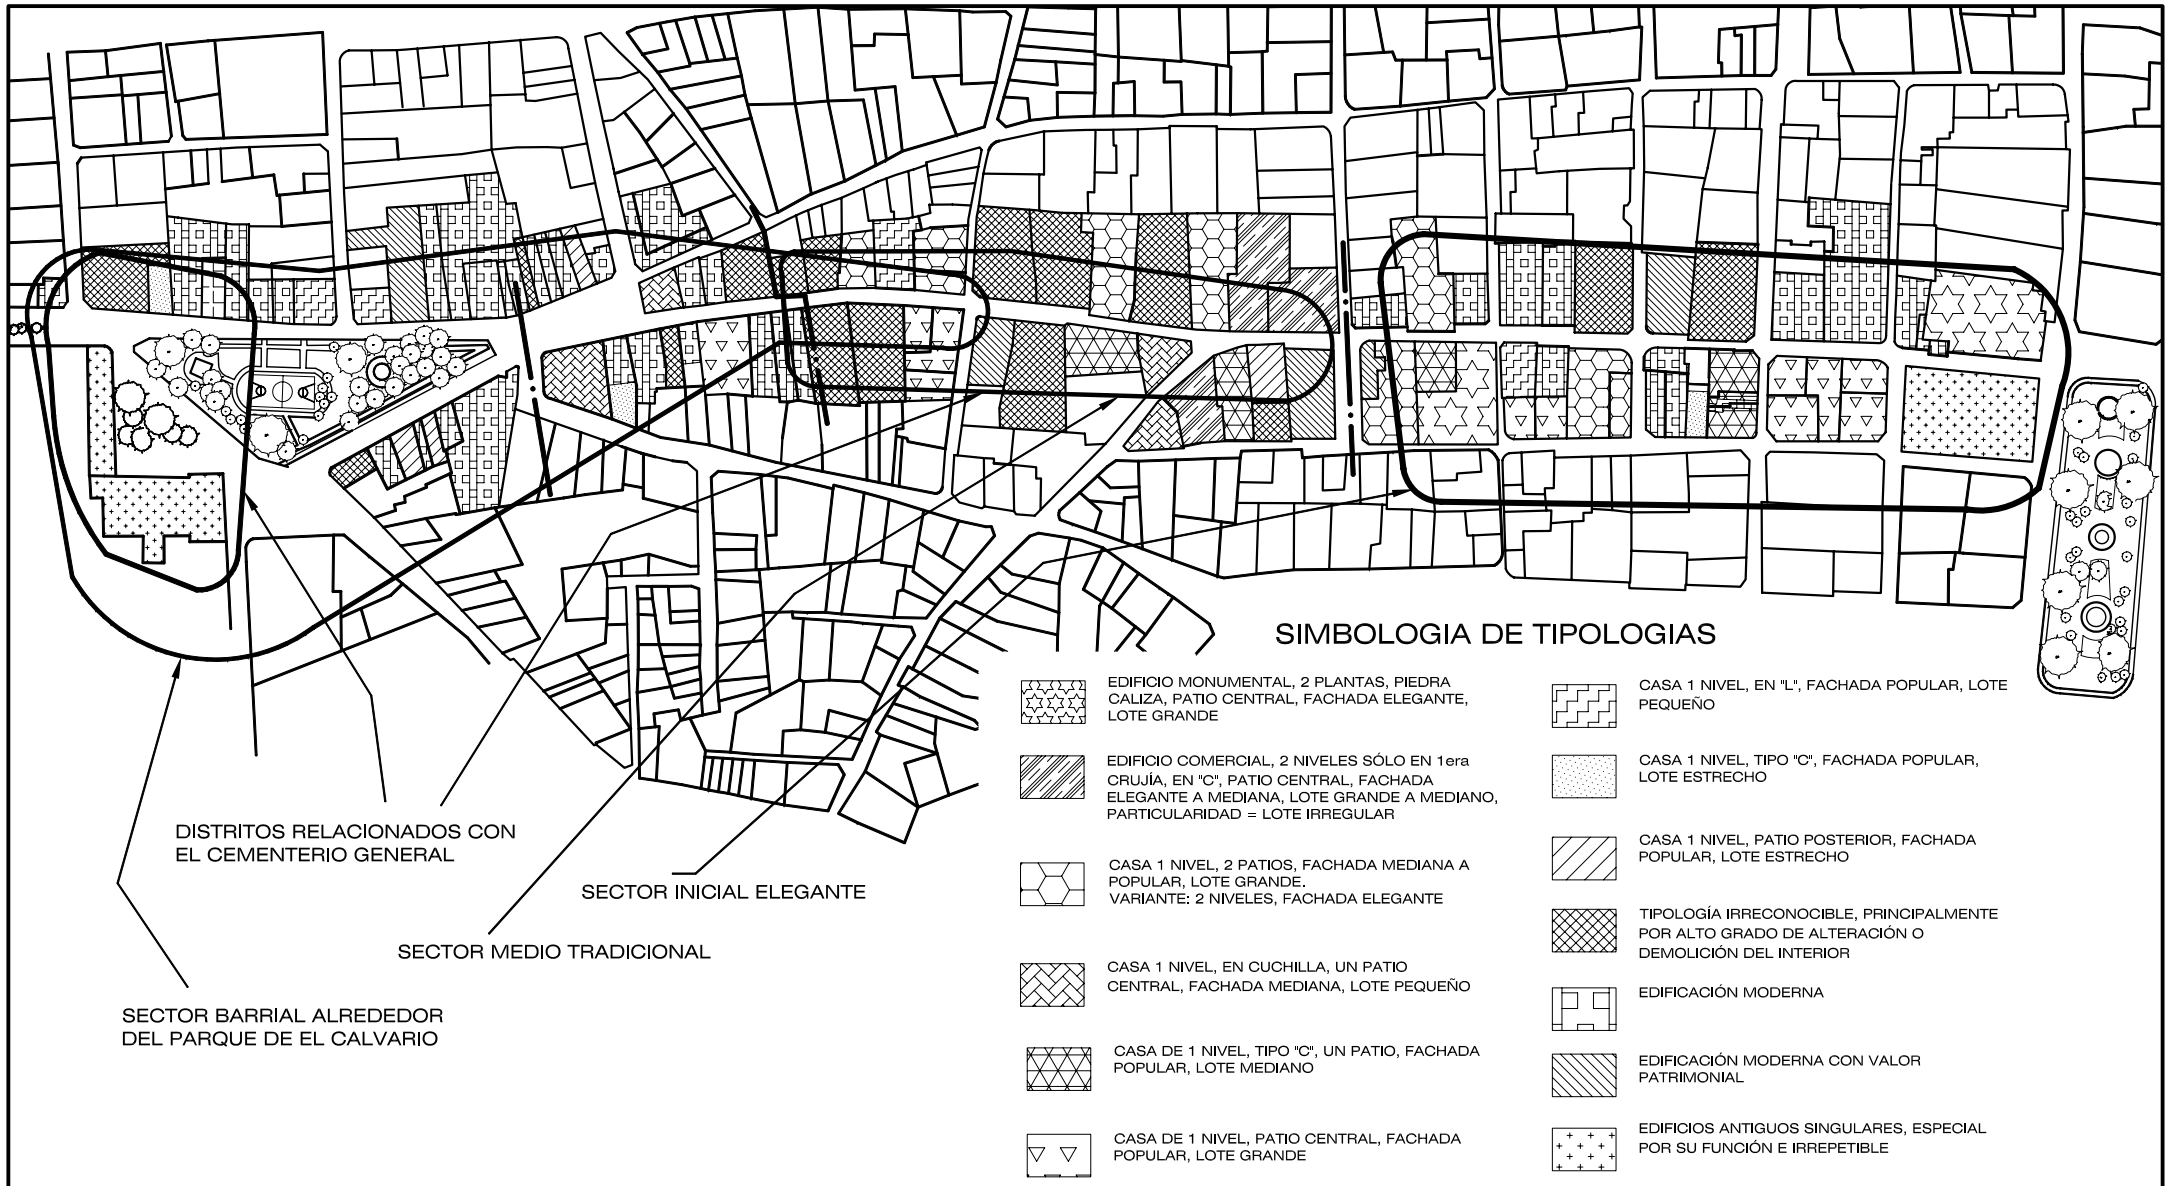 SIMBOLOGIA DE TIPOLOGIAS
EDIFICIO MONUMENTAL, 2 PLANTAS, PIEDRA
CALIZA, PATIO CENTRAL, FACHADA ELEGANTE,
LOTE GRANDE
EDIFICIO COMERCIAL, 2 NIVELES SÓLO EN 1era
CRUJÍA, EN "C", PATIO CENTRAL, FACHADA
ELEGANTE A MEDIANA, LOTE GRANDE A MEDIANO,
PARTICULARIDAD = LOTE IRREGULAR
CASA 1 NIVEL, 2 PATIOS, FACHADA MEDIANA A
POPULAR, LOTE GRANDE.
VARIANTE: 2 NIVELES, FACHADA ELEGANTE
CASA 1 NIVEL, EN CUCHILLA, UN PATIO
CENTRAL, FACHADA MEDIANA, LOTE PEQUEÑO
CASA DE 1 NIVEL, TIPO "C", UN PATIO, FACHADA
POPULAR, LOTE MEDIANO
CASA DE 1 NIVEL, PATIO CENTRAL, FACHADA
POPULAR, LOTE GRANDE
CASA 1 NIVEL, EN "L", FACHADA POPULAR, LOTE
PEQUEÑO
CASA 1 NIVEL, TIPO "C", FACHADA POPULAR,
LOTE ESTRECHO
CASA 1 NIVEL, PATIO POSTERIOR, FACHADA
POPULAR, LOTE ESTRECHO
TIPOLOGÍA IRRECONOCIBLE, PRINCIPALMENTE
POR ALTO GRADO DE ALTERACIÓN O
DEMOLICIÓN DEL INTERIOR
EDIFICACIÓN MODERNA
EDIFICACIÓN MODERNA CON VALOR
PATRIMONIAL
EDIFICIOS ANTIGUOS SINGULARES, ESPECIAL
POR SU FUNCIÓN E IRREPETIBLE
DISTRITOS RELACIONADOS CON
EL CEMENTERIO GENERAL
SECTOR INICIAL ELEGANTE
SECTOR MEDIO TRADICIONAL
SECTOR BARRIAL ALREDEDOR
DEL PARQUE DE EL CALVARIO